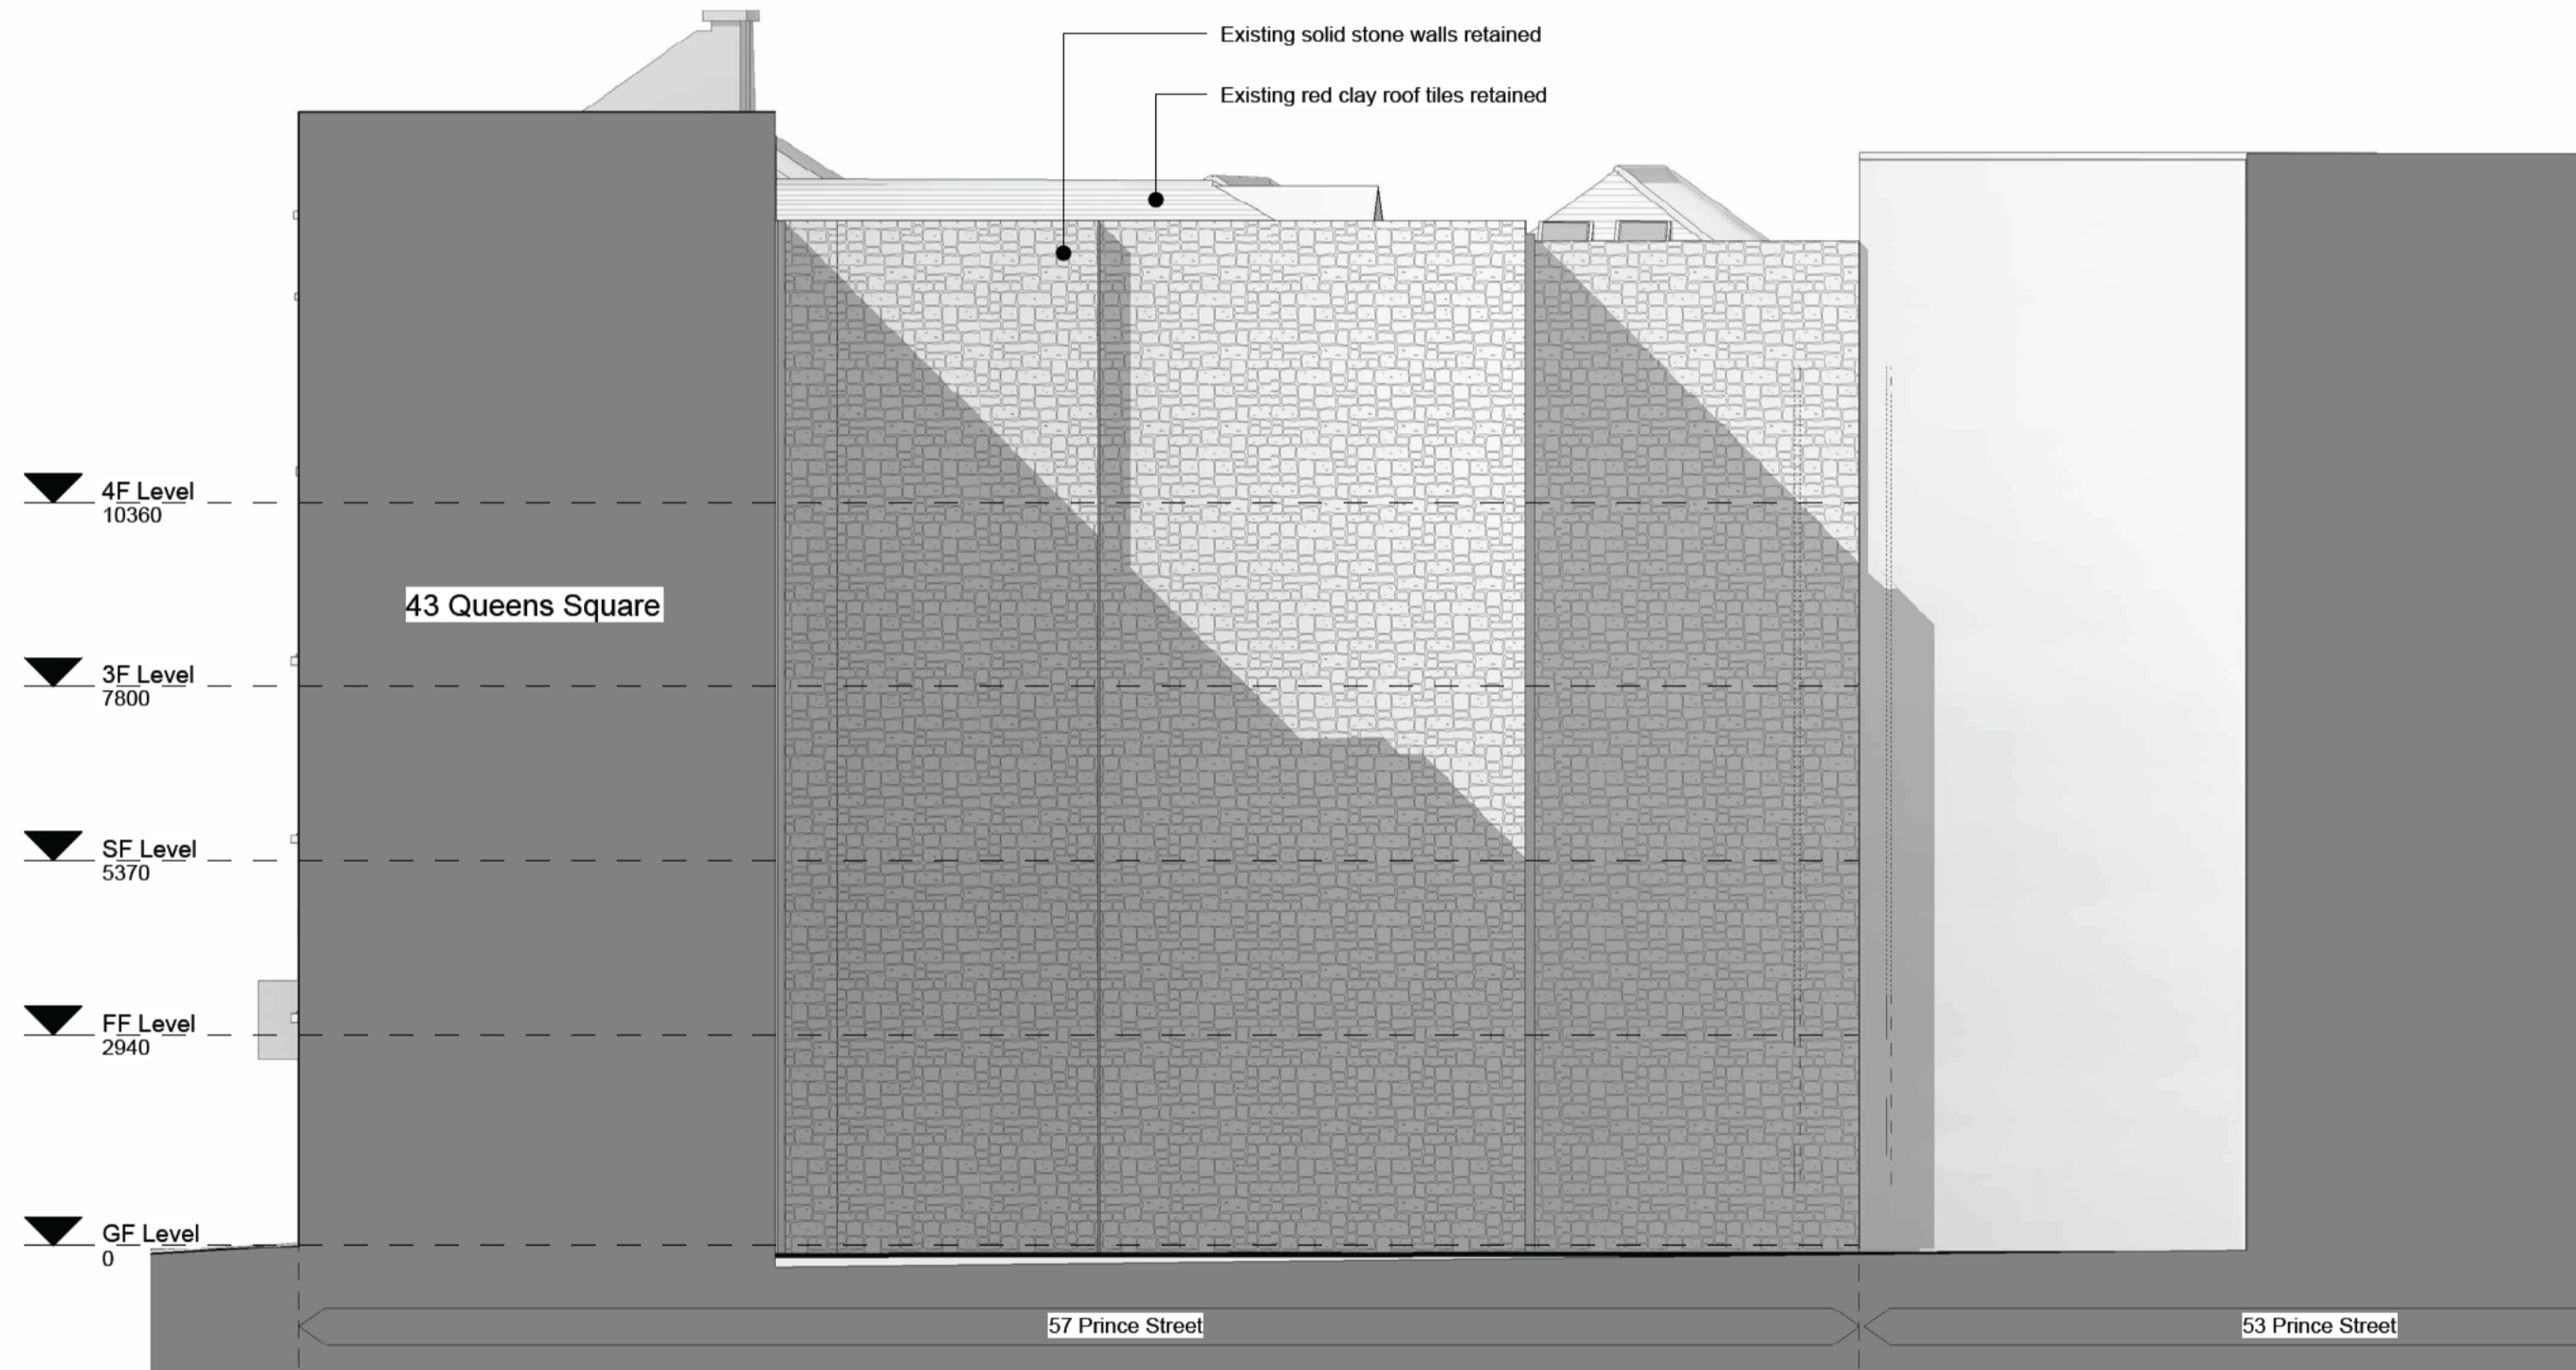 Existing solid stone walls retained
Existing red clay roof tiles retained
4F Level
10360
43 Queens Square
3F Level
7800
SF Level
5370
FF Level
2940
GF Level
0
57 Prince Street
53 Prince Street